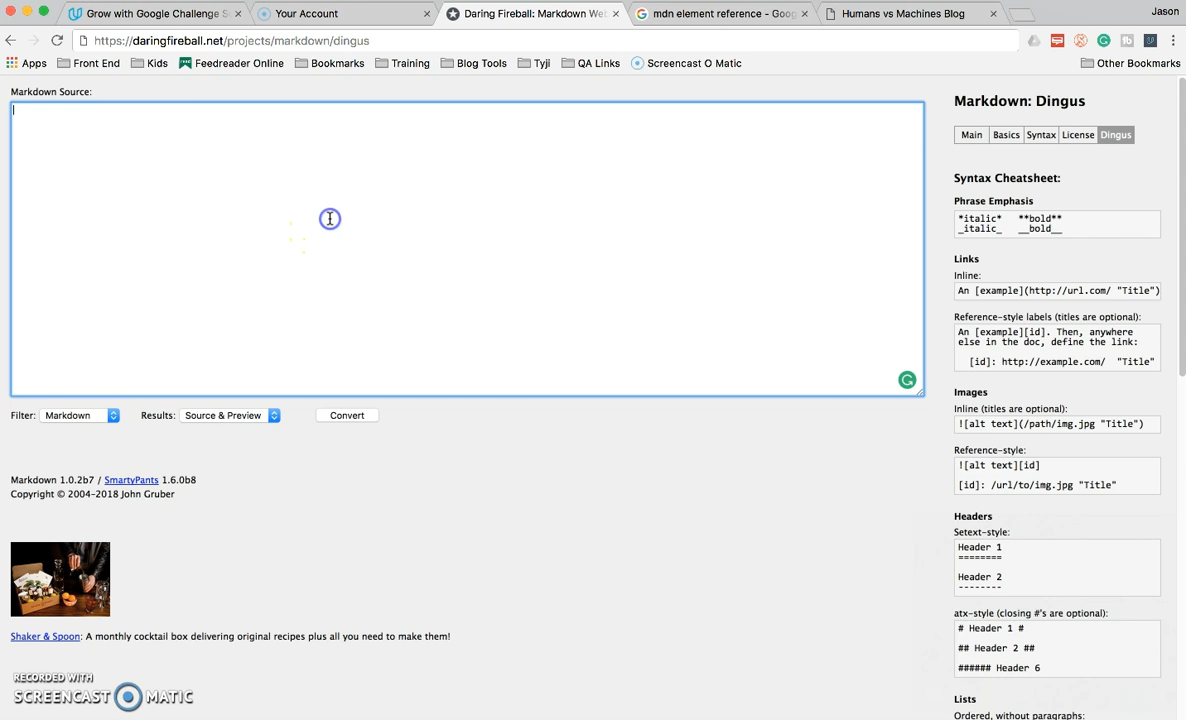 Grow with Google Challenge S
Your Account
Daring Fireball: Markdown We
mdn element reference - Goog
Humans vs Machines Blog
Jason
https://daringfireball.net/projects/markdown/dingus
Apps
Front End
Kids
Feedreader Online
Bookmarks
Training
Blog Tools
Tyji
QA Links
Screencast O Matic
Other Bookmarks
Markdown Source:
Filter: Markdown
Results: Source & Preview
Convert
Markdown 1.0.2b7 / SmartyPants 1.6.0b8
Copyright © 2004-2018 John Gruber
Shaker & Spoon: A monthly cocktail box delivering original recipes plus all you need to make them!
RECORDED WITH
SCREENCAST MATIC
Markdown: Dingus
Main
Basics
Syntax
License
Dingus
Syntax Cheatsheet:
Phrase Emphasis
*italic* **bold**
_italic_ __bold__
Links
Inline:
An [example](http://url.com/ "Title")
Reference-style labels (titles are optional):
An [example][id]. Then, anywhere
else in the doc, define the link:
[id]: http://example.com/ "Title"
Images
Inline (titles are optional):
![alt text](/path/img.jpg "Title")
Reference-style:
![alt text][id]
[id]: /url/to/img.jpg "Title"
Headers
Setext-style:
Header 1
========
Header 2
--------
atx-style (closing #'s are optional):
# Header 1 #
## Header 2 ##
###### Header 6
Lists
Ordered, without paragraphs: